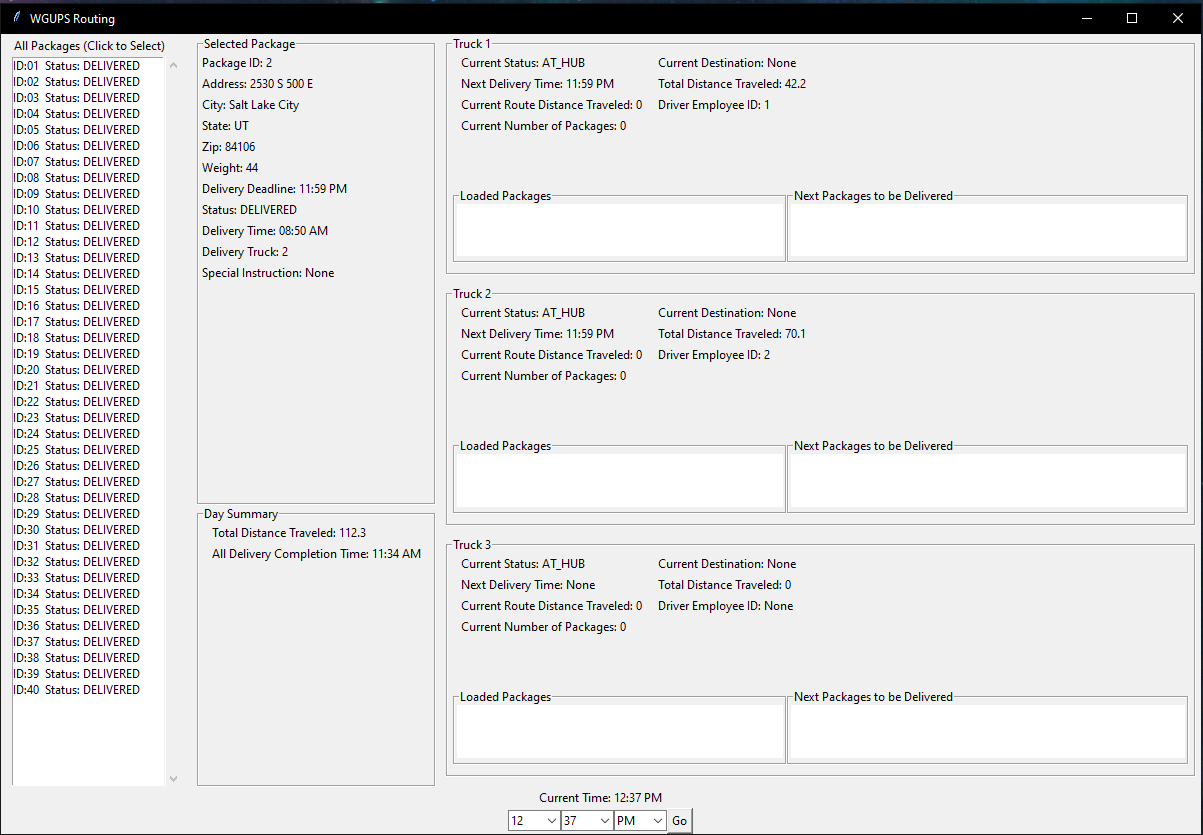 WGUPS Routing
All Packages (Click to Select)
ID:01 Status: DELIVERED
ID:02 Status: DELIVERED
ID:03 Status: DELIVERED
ID:04 Status: DELIVERED
ID:05 Status: DELIVERED
ID:06 Status: DELIVERED
ID:07 Status: DELIVERED
ID:08 Status: DELIVERED
ID:09 Status: DELIVERED
ID:10 Status: DELIVERED
ID:11 Status: DELIVERED
ID:12 Status: DELIVERED
ID:13 Status: DELIVERED
ID:14 Status: DELIVERED
ID:15 Status: DELIVERED
ID:16 Status: DELIVERED
ID:17 Status: DELIVERED
ID:18 Status: DELIVERED
ID:19 Status: DELIVERED
ID:20 Status: DELIVERED
ID:21 Status: DELIVERED
ID:22 Status: DELIVERED
ID:23 Status: DELIVERED
ID:24 Status: DELIVERED
ID:25 Status: DELIVERED
ID:26 Status: DELIVERED
ID:27 Status: DELIVERED
ID:28 Status: DELIVERED
ID:29 Status: DELIVERED
ID:30 Status: DELIVERED
ID:31 Status: DELIVERED
ID:32 Status: DELIVERED
ID:33 Status: DELIVERED
ID:34 Status: DELIVERED
ID:35 Status: DELIVERED
ID:36 Status: DELIVERED
ID:37 Status: DELIVERED
ID:38 Status: DELIVERED
ID:39 Status: DELIVERED
ID:40 Status: DELIVERED
Selected Package
Package ID: 2
Address: 2530 S 500 E
City: Salt Lake City
State: UT
Zip: 84106
Weight: 44
Delivery Deadline: 11:59 PM
Status: DELIVERED
Delivery Time: 08:50 AM
Delivery Truck: 2
Special Instruction: None
Day Summary
Total Distance Traveled: 112.3
All Delivery Completion Time: 11:34 AM
Truck 1
Current Status: AT_HUB Current Destination: None
Next Delivery Time: 11:59 PM Total Distance Traveled: 42.2
Current Route Distance Traveled: 0 Driver Employee ID: 1
Current Number of Packages: 0
Loaded Packages Next Packages to be Delivered
Truck 2
Current Status: AT_HUB Current Destination: None
Next Delivery Time: 11:59 PM Total Distance Traveled: 70.1
Current Route Distance Traveled: 0 Driver Employee ID: 2
Current Number of Packages: 0
Loaded Packages Next Packages to be Delivered
Truck 3
Current Status: AT_HUB Current Destination: None
Next Delivery Time: None Total Distance Traveled: 0
Current Route Distance Traveled: 0 Driver Employee ID: None
Current Number of Packages: 0
Loaded Packages Next Packages to be Delivered
Current Time: 12:37 PM
12 37 PM Go